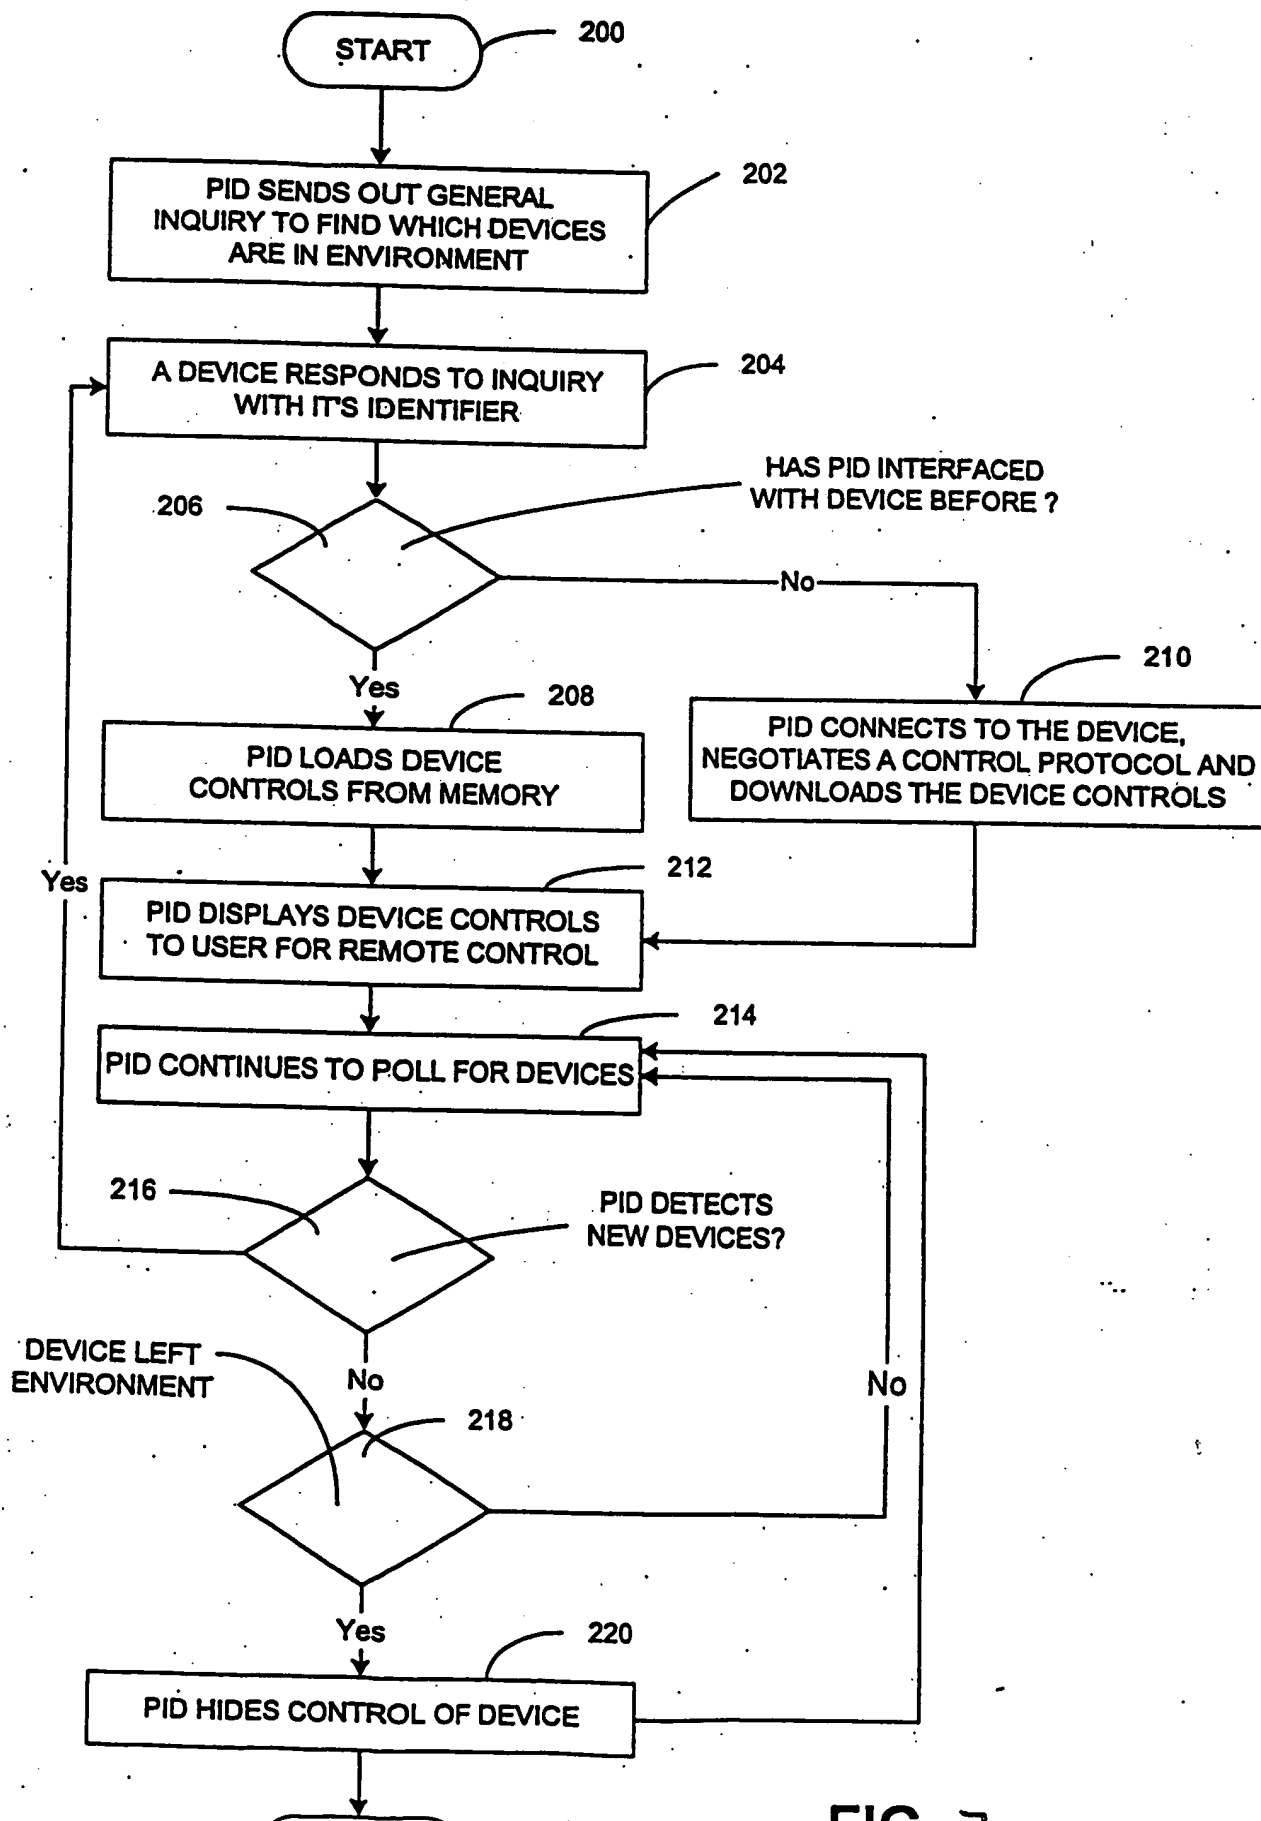 START
200
PID SENDS OUT GENERAL
INQUIRY TO FIND WHICH DEVICES
ARE IN ENVIRONMENT
202
A DEVICE RESPONDS TO INQUIRY
WITH IT'S IDENTIFIER
204
HAS PID INTERFACED
WITH DEVICE BEFORE ?
206
No
Yes
208
210
PID LOADS DEVICE
CONTROLS FROM MEMORY
PID CONNECTS TO THE DEVICE,
NEGOTIATES A CONTROL PROTOCOL AND
DOWNLOADS THE DEVICE CONTROLS
Yes
212
PID DISPLAYS DEVICE CONTROLS
TO USER FOR REMOTE CONTROL
214
PID CONTINUES TO POLL FOR DEVICES
216
PID DETECTS
NEW DEVICES?
DEVICE LEFT
ENVIRONMENT
No
No
218
Yes
220
PID HIDES CONTROL OF DEVICE
FIG.